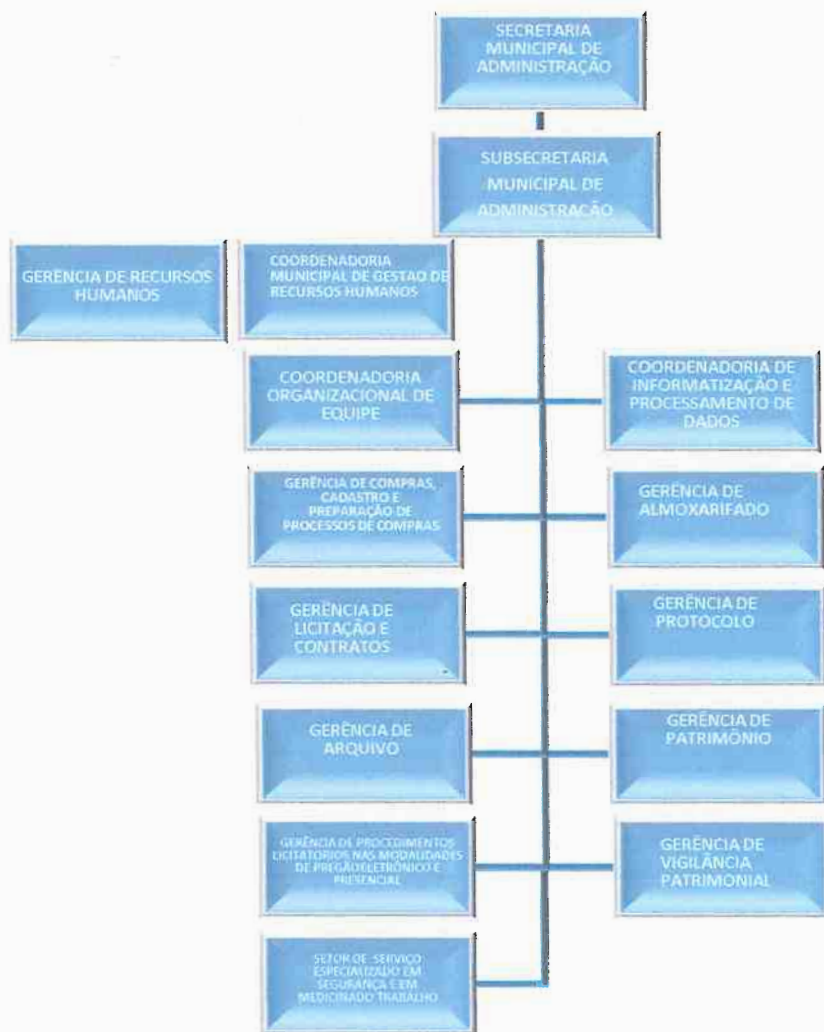 SECRETARIA
MUNICIPAL DE
ADMINISTRAÇÃO
SUBSECRETARIA
MUNICIPAL DE
ADMINISTRAÇÃO
GERÊNCIA DE RECURSOS
HUMANOS
COORDENADORIA
MUNICIPAL DE GESTAO DE
RECURSOS HUMANOS
COORDENADORIA
ORGANIZACIONAL DE
EQUIPE
COORDENADORIA DE
INFORMATIZAÇÃO E
PROCESSAMENTO DE
DADOS
GERÊNCIA DE COMPRAS,
CADASTRO E
PREPARAÇÃO DE
PROCESSOS DE COMPRAS
GERÊNCIA DE
ALMOXARIFADO
GERÊNCIA DE
LICITAÇÃO E
CONTRATOS
GERÊNCIA DE
PROTOCOLO
GERÊNCIA DE
ARQUIVO
GERÊNCIA DE
PATRIMÔNIO
GERÊNCIA DE PROCEDIMENTOS
LICITATÓRIOS NAS MODALIDADES
DE PREGÃO ELETRÔNICO E
PRESENCIAL
GERÊNCIA DE
VIGILÂNCIA
PATRIMONIAL
SETOR DE SERVIÇO
ESPECIALIZADO EM
SEGURANÇA E EM
MEDICINADO TRABALHO